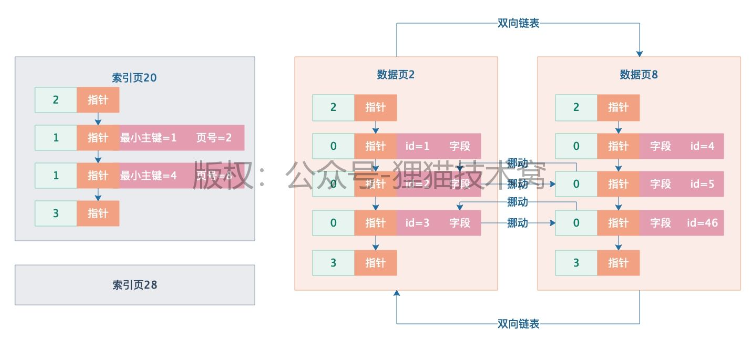 双向链表
索引页20
2 指针
1 指针 最小主键=1 页号=2
1 指针 最小主键=4 页号=8
3 指针
索引页28
数据页2
2 指针
0 指针 id=1 字段
0 指针 id=2 字段
0 指针 id=3 字段
3 指针
挪动
挪动
挪动
挪动
数据页8
2 指针
0 指针 字段 id=4
0 指针 字段 id=5
0 指针 字段 id=46
3 指针
双向链表
版权：公众号-狸猫技术窝